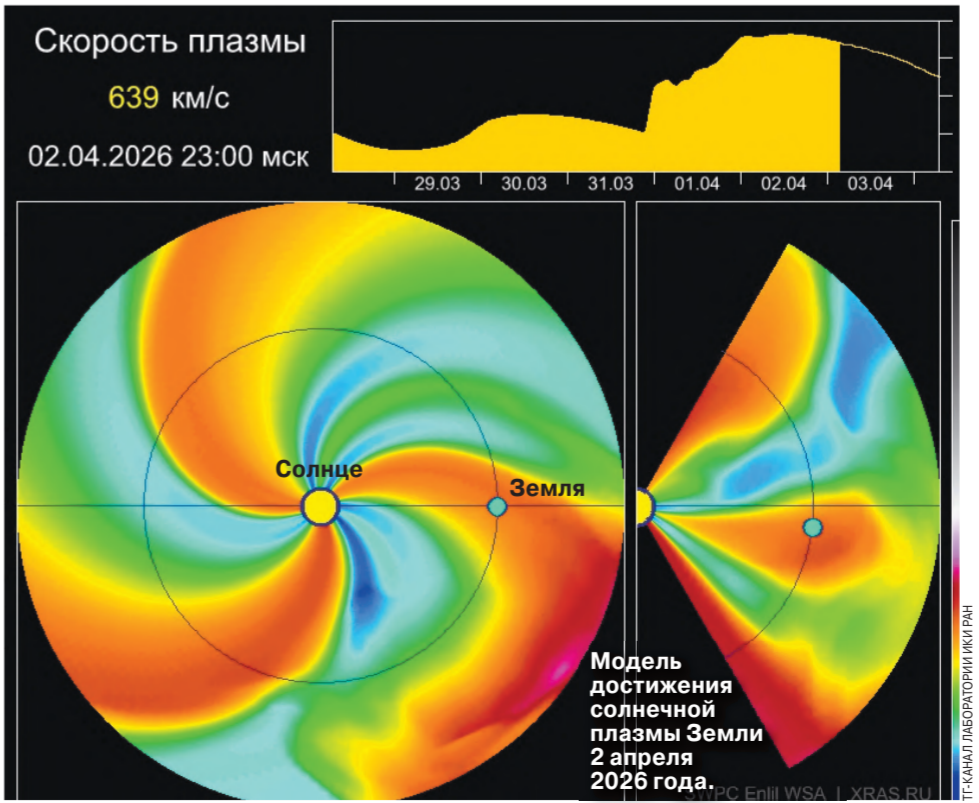 Скорость плазмы
639 км/с
02.04.2026 23:00 мск
29.03 30.03 31.03 01.04 02.04 03.04
Солнце
Земля
Модель
достижения
солнечной
плазмы Земли
2 апреля
2026 года.
SWPC Enlil WSA | XRAS.RU
ТГ-КАНАЛ ЛАБОРАТОРИИ ИКИ РАН